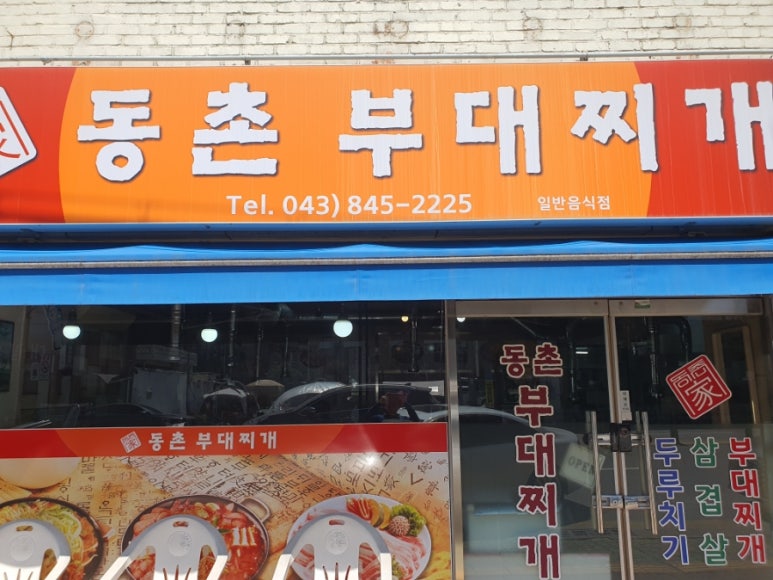 동촌 부대찌개
Tel. 043) 845-2225
일반음식점
동촌 부대찌개
동촌
부대찌개
OPEN
두루치기
삼겹살
부대찌개